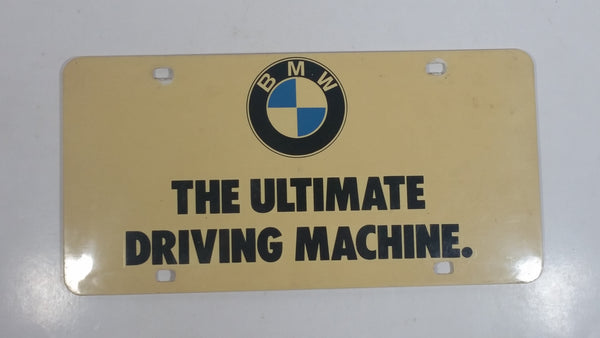 BMW
THE ULTIMATE
DRIVING MACHINE.